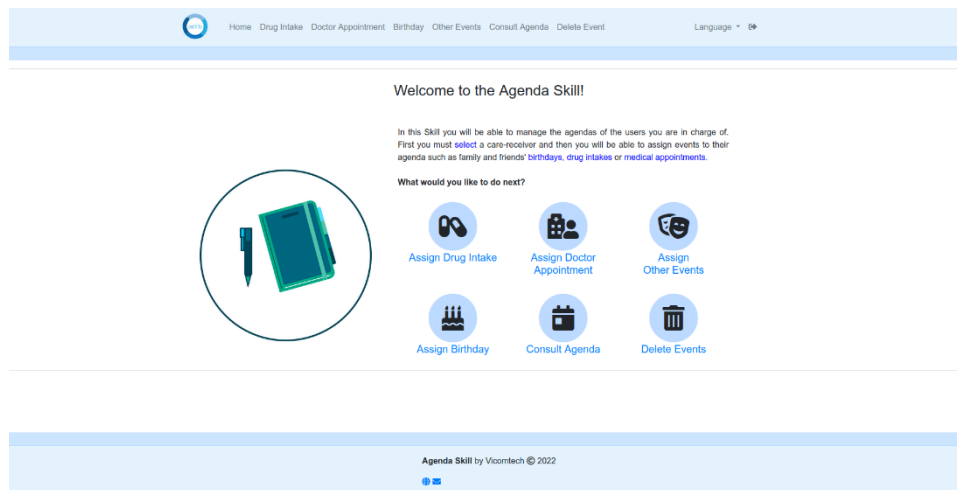 Home Drug Intake Doctor Appointment Birthday Other Events Consult Agenda Delete Event Language
Welcome to the Agenda Skill!
In this Skill you will be able to manage the agendas of the users you are in charge of.
First you must select a care-receiver and then you will be able to assign events to their
agenda such as family and friends' birthdays, drug intakes or medical appointments.
What would you like to do next?
Assign Drug Intake
Assign Doctor
Appointment
Assign
Other Events
Assign Birthday
Consult Agenda
Delete Events
Agenda Skill by Vicomtech © 2022